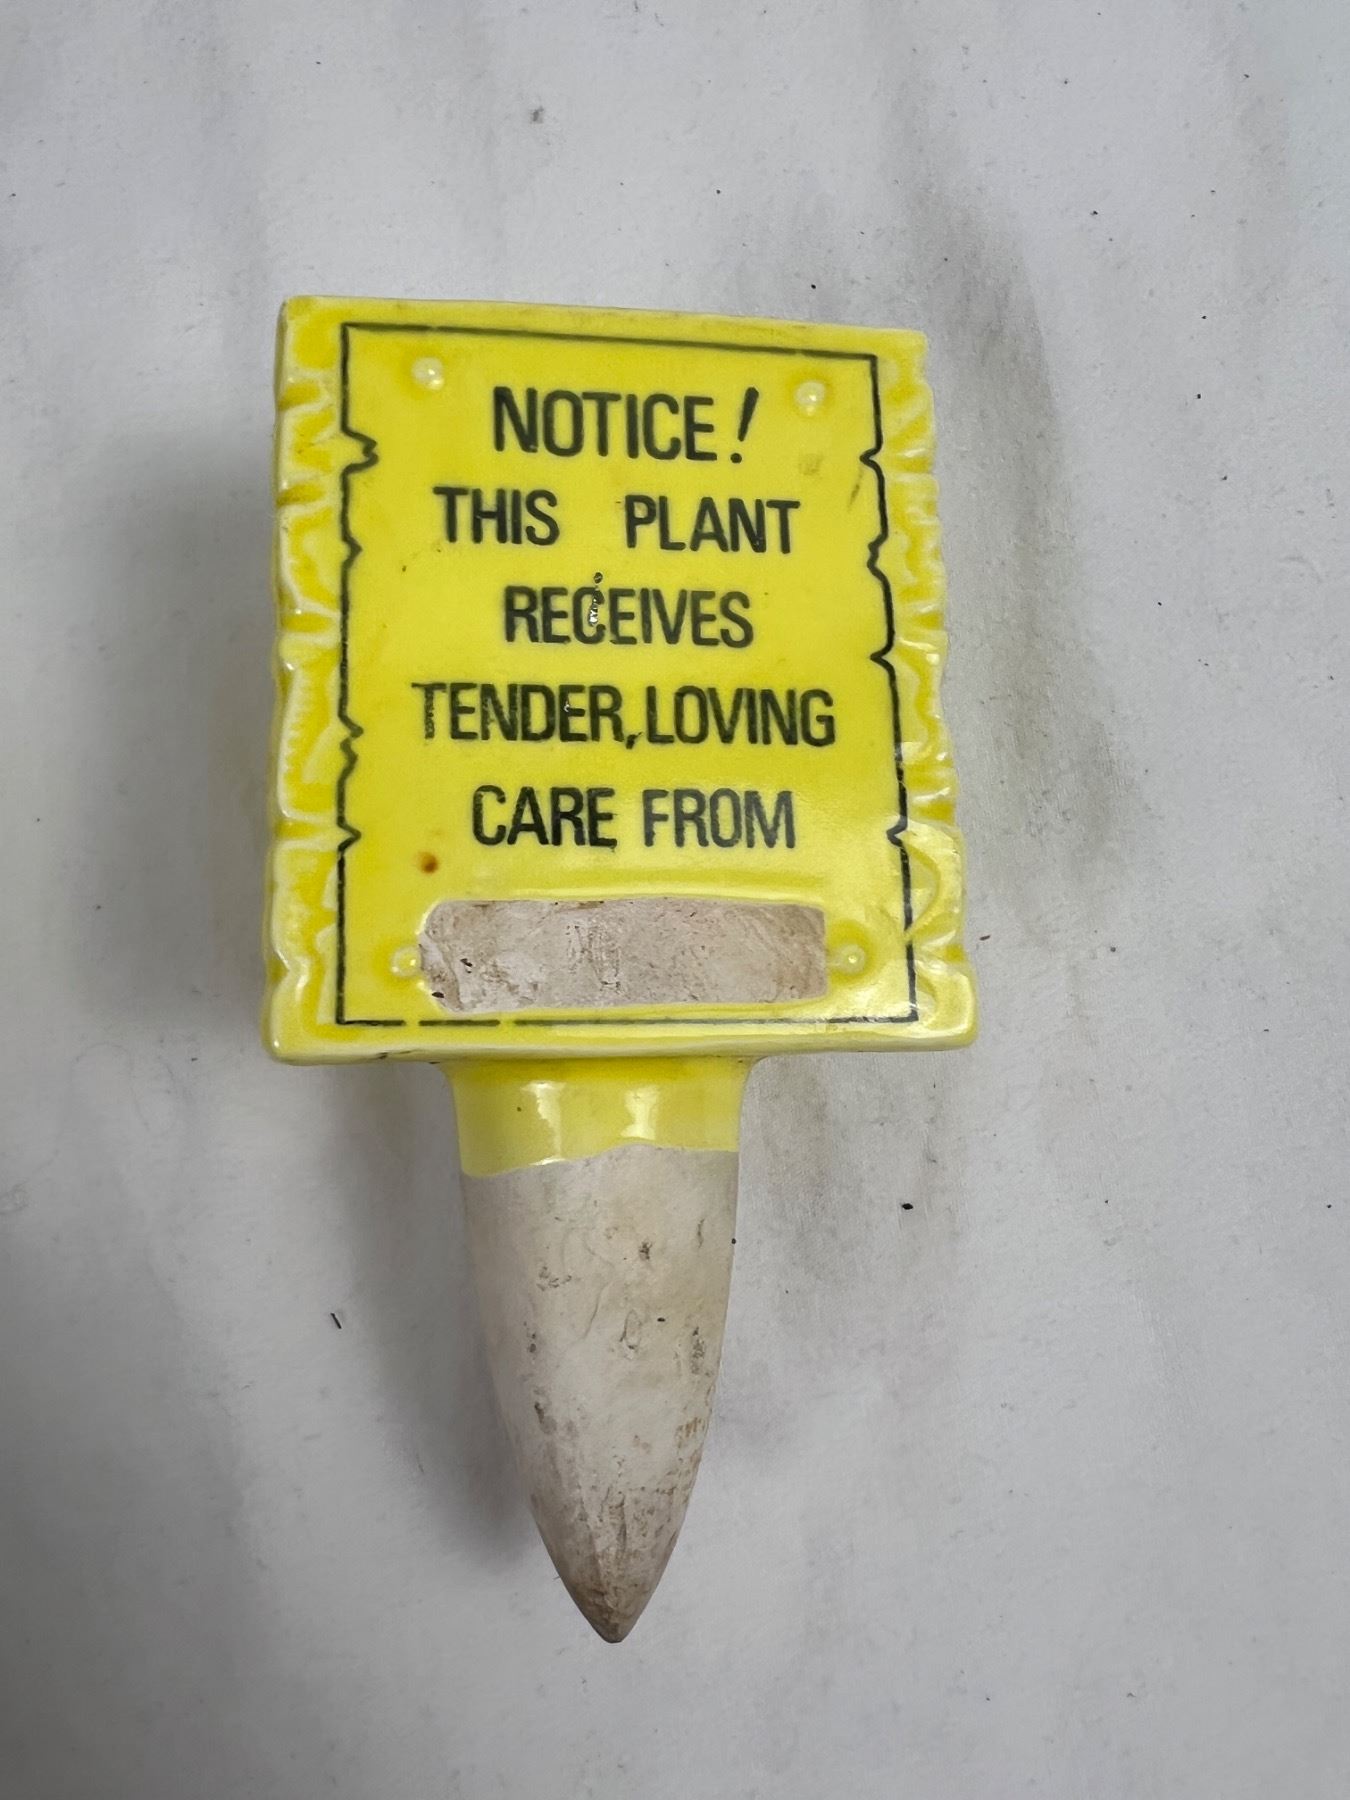 NOTICE!
THIS PLANT
RECEIVES
TENDER, LOVING
CARE FROM